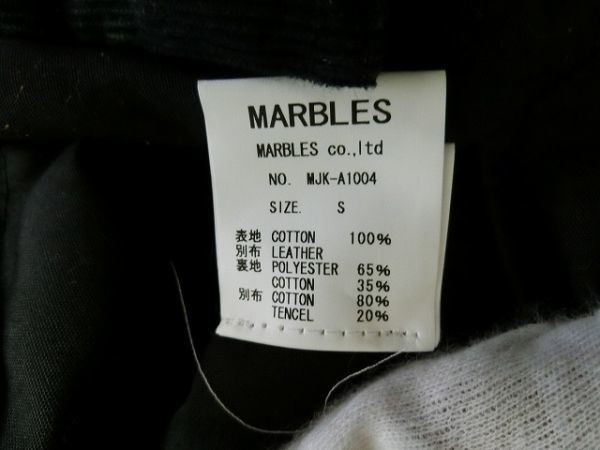 MARBLES
MARBLES co.,ltd
NO. MJK-A1004
SIZE. S
表地 COTTON 100%
別布 LEATHER
裏地 POLYESTER 65%
COTTON 35%
別布 COTTON 80%
TENCEL 20%